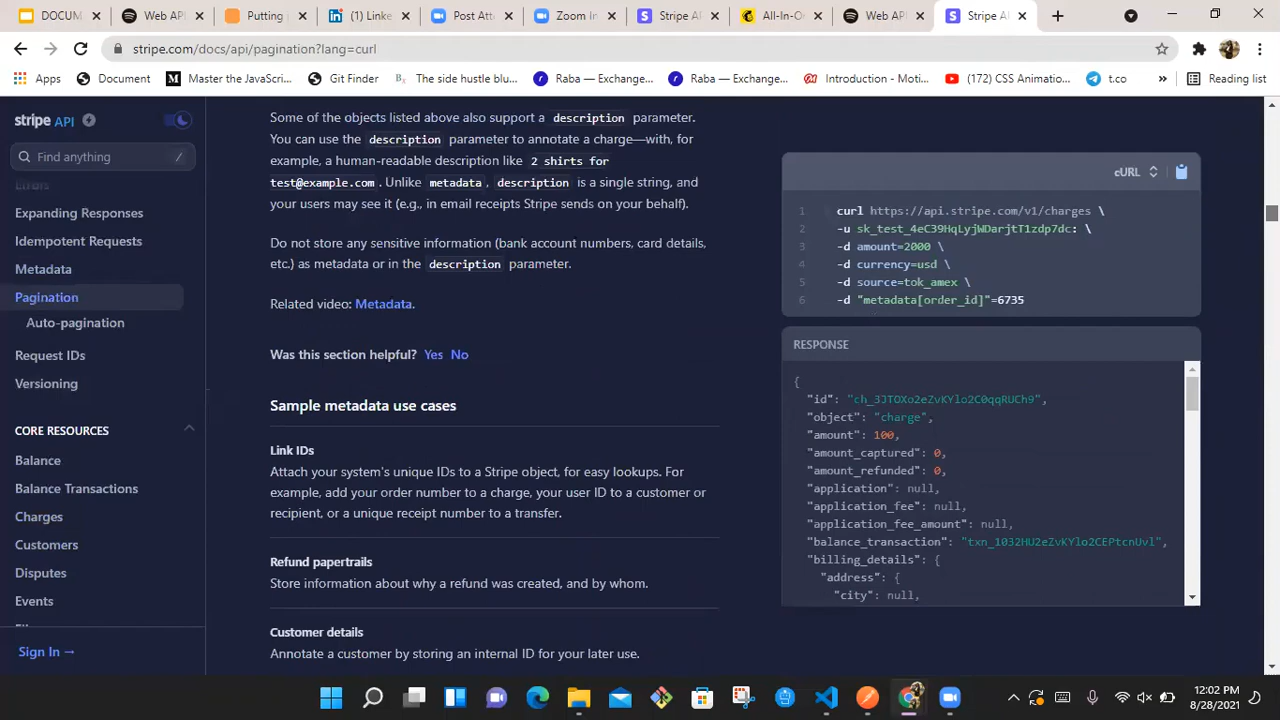 DOCUM
Web API
Putting
(1) Linke
Post Atte
Zoom In
Stripe AP
All-In-O
Web API
Stripe A
stripe.com/docs/api/pagination?lang=curl
Apps
Document
Master the JavaScri...
Git Finder
The side hustle blu...
Raba — Exchange...
Raba — Exchange...
Introduction - Moti...
(172) CSS Animatio...
t.co
»
Reading list
stripe API
Find anything /
Errors
Expanding Responses
Idempotent Requests
Metadata
Pagination
Auto-pagination
Request IDs
Versioning
CORE RESOURCES
Balance
Balance Transactions
Charges
Customers
Disputes
Events
Sign In →
Some of the objects listed above also support a description parameter.
You can use the description parameter to annotate a charge—with, for
example, a human-readable description like 2 shirts for
test@example.com . Unlike metadata , description is a single string, and
your users may see it (e.g., in email receipts Stripe sends on your behalf).
Do not store any sensitive information (bank account numbers, card details,
etc.) as metadata or in the description parameter.
Related video: Metadata.
Was this section helpful? Yes No
Sample metadata use cases
Link IDs
Attach your system's unique IDs to a Stripe object, for easy lookups. For
example, add your order number to a charge, your user ID to a customer or
recipient, or a unique receipt number to a transfer.
Refund papertrails
Store information about why a refund was created, and by whom.
Customer details
Annotate a customer by storing an internal ID for your later use.
cURL
1 curl https://api.stripe.com/v1/charges \
2 -u sk_test_4eC39HqLyjWDarjtT1zdp7dc: \
3 -d amount=2000 \
4 -d currency=usd \
5 -d source=tok_amex \
6 -d "metadata[order_id]"=6735
RESPONSE
{
"id": "ch_3JTOXo2eZvKYlo2C0qqRUCh9",
"object": "charge",
"amount": 100,
"amount_captured": 0,
"amount_refunded": 0,
"application": null,
"application_fee": null,
"application_fee_amount": null,
"balance_transaction": "txn_1032HU2eZvKYlo2CEPtcnUvl",
"billing_details": {
"address": {
"city": null,
12:02 PM
8/28/2021